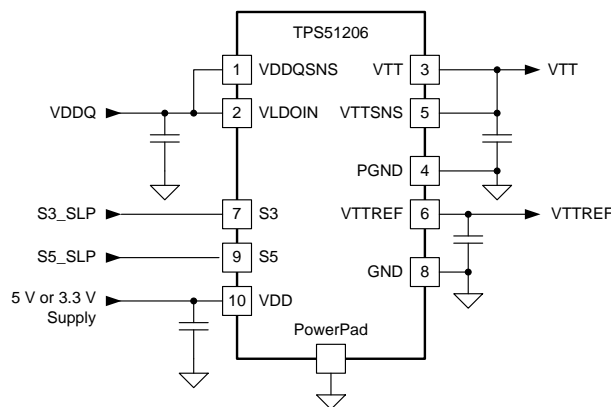 TPS51206
1 VDDQSNS VTT 3 VTT
VDDQ 2 VLDOIN VTTSNS 5
PGND 4
S3_SLP 7 S3 VTTREF 6 VTTREF
S5_SLP 9 S5
GND 8
5 V or 3.3 V
Supply
10 VDD
PowerPad